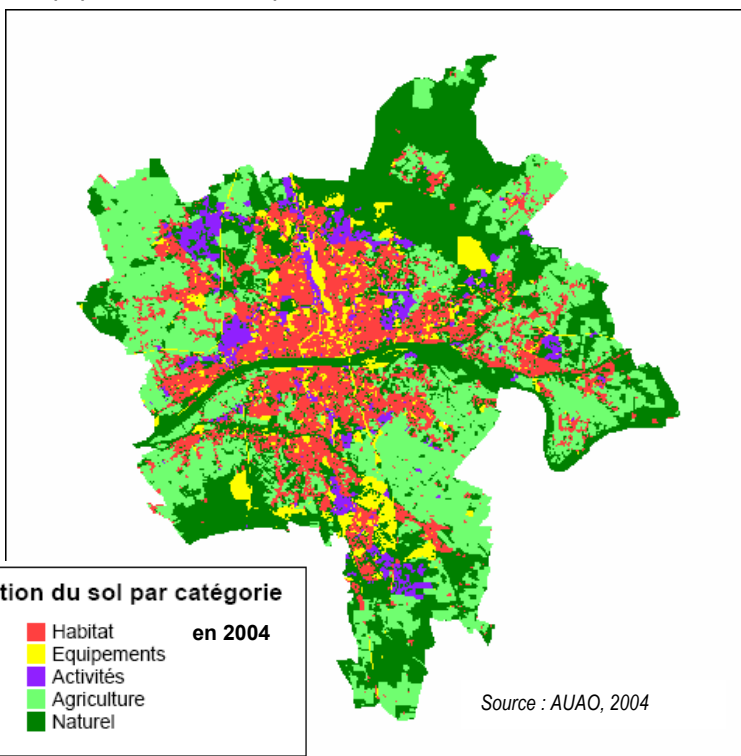 tion du sol par catégorie
en 2004
Habitat
Equipements
Activités
Agriculture
Naturel
Source : AUAO, 2004